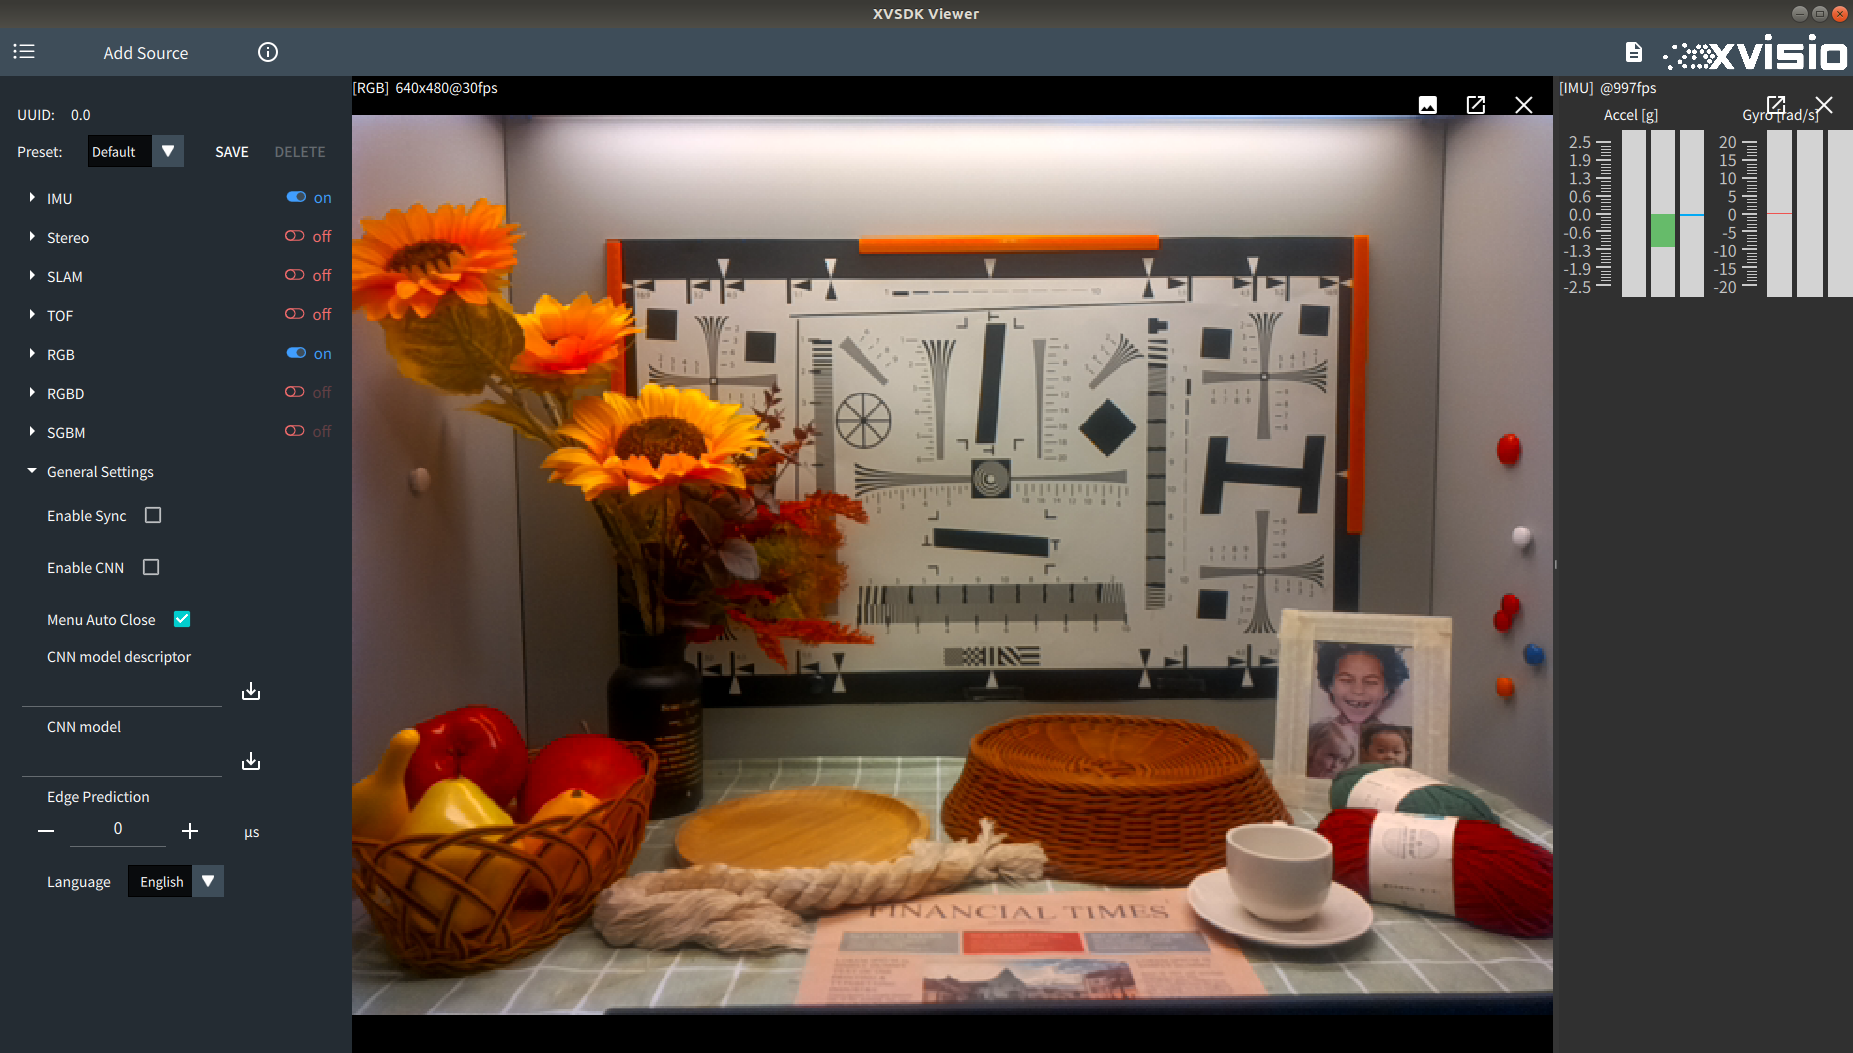 XVSDK Viewer
Add Source
xvisio
UUID: 0.0
Preset: Default SAVE DELETE
IMU on
Stereo off
SLAM off
TOF off
RGB on
RGBD off
SGBM off
General Settings
Enable Sync
Enable CNN
Menu Auto Close
CNN model descriptor
CNN model
Edge Prediction
0 µs
Language English
[RGB] 640x480@30fps
FINANCIAL TIMES
[IMU] @997fps
Accel [g] Gyro [rad/s]
2.5 20
1.9 15
1.3 10
0.6 5
0.0 0
-0.6 -5
-1.3 -10
-1.9 -15
-2.5 -20